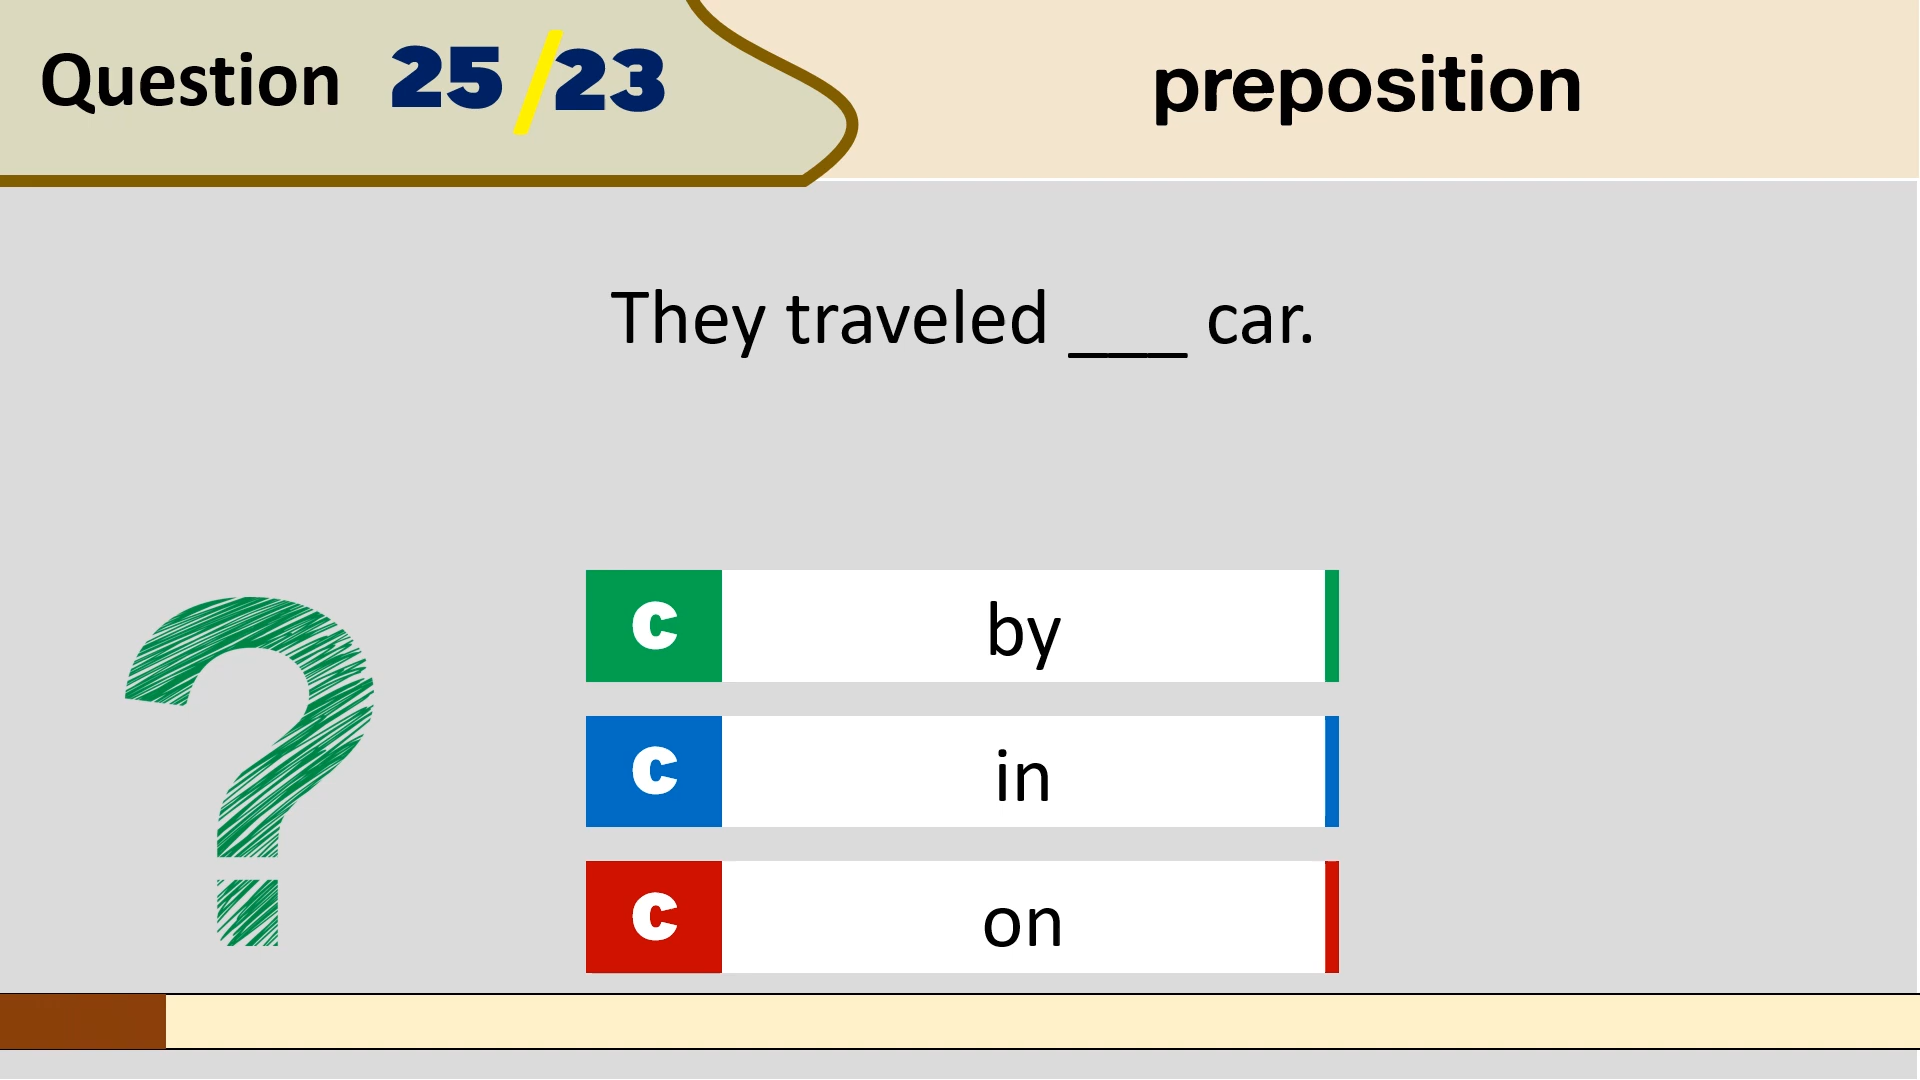 Question 25/23
preposition
They traveled ___ car.
C by
C in
C on
?